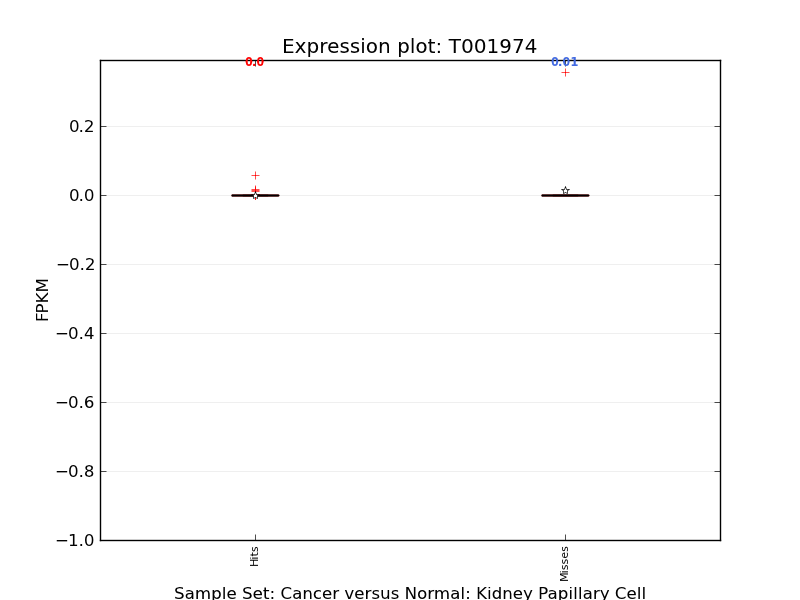 Expression plot: T001974
0.0
0.01
0.2
0.0
−0.2
−0.4
−0.6
−0.8
−1.0
FPKM
Hits
Misses
Sample Set: Cancer versus Normal: Kidney Papillary Cell